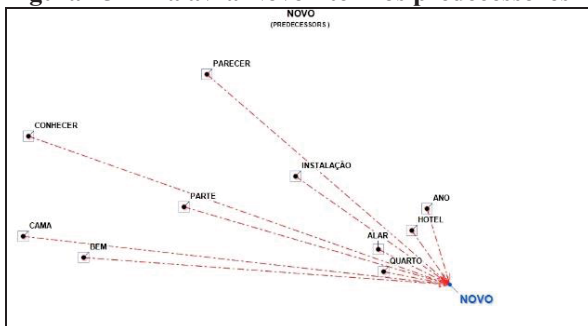 NOVO
(PREDECESSORS)
PARECER
CONHECER
INSTALAÇÃO
PARTE
ANO
HOTEL
CAMA
ALAR
BEM
QUARTO
NOVO